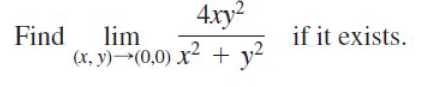 Find lim (x, y)→(0,0) 4xy² / (x² + y²) if it exists.